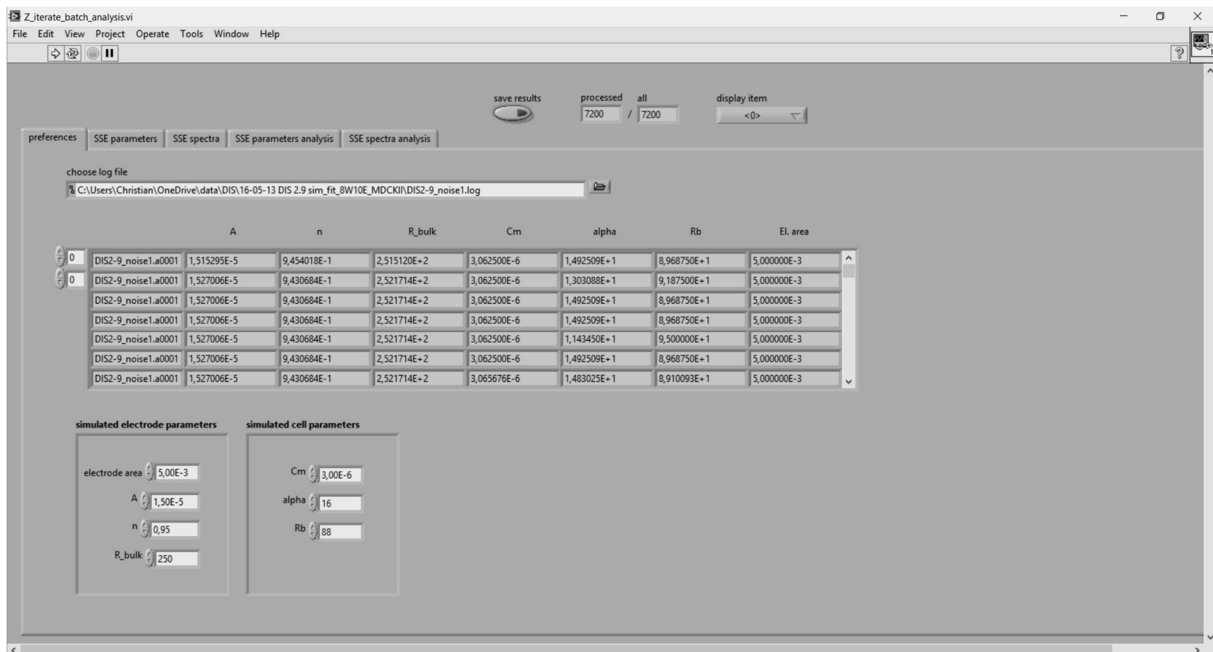 Z_iterate_batch_analysis.vi
File Edit View Project Operate Tools Window Help
save results processed all display item
7200 / 7200 <0>
preferences SSE parameters SSE spectra SSE parameters analysis SSE spectra analysis
choose log file
C:\Users\Christian\OneDrive\data\DIS\16-05-13 DIS 2.9 sim_fit_8W10E_MDCKII\DIS2-9_noise1.log
A n R_bulk Cm alpha Rb El. area
0 DIS2-9_noise1.a0001 1,515295E-5 9,454018E-1 2,515120E+2 3,062500E-6 1,492509E+1 8,968750E+1 5,000000E-3
0 DIS2-9_noise1.a0001 1,527006E-5 9,430684E-1 2,521714E+2 3,062500E-6 1,303088E+1 9,187500E+1 5,000000E-3
DIS2-9_noise1.a0001 1,527006E-5 9,430684E-1 2,521714E+2 3,062500E-6 1,492509E+1 8,968750E+1 5,000000E-3
DIS2-9_noise1.a0001 1,527006E-5 9,430684E-1 2,521714E+2 3,062500E-6 1,492509E+1 8,968750E+1 5,000000E-3
DIS2-9_noise1.a0001 1,527006E-5 9,430684E-1 2,521714E+2 3,062500E-6 1,143450E+1 9,500000E+1 5,000000E-3
DIS2-9_noise1.a0001 1,527006E-5 9,430684E-1 2,521714E+2 3,062500E-6 1,492509E+1 8,968750E+1 5,000000E-3
DIS2-9_noise1.a0001 1,527006E-5 9,430684E-1 2,521714E+2 3,065676E-6 1,483025E+1 8,910093E+1 5,000000E-3
simulated electrode parameters simulated cell parameters
electrode area 5,00E-3 Cm 3,00E-6
A 1,50E-5 alpha 16
n 0,95 Rb 88
R_bulk 250